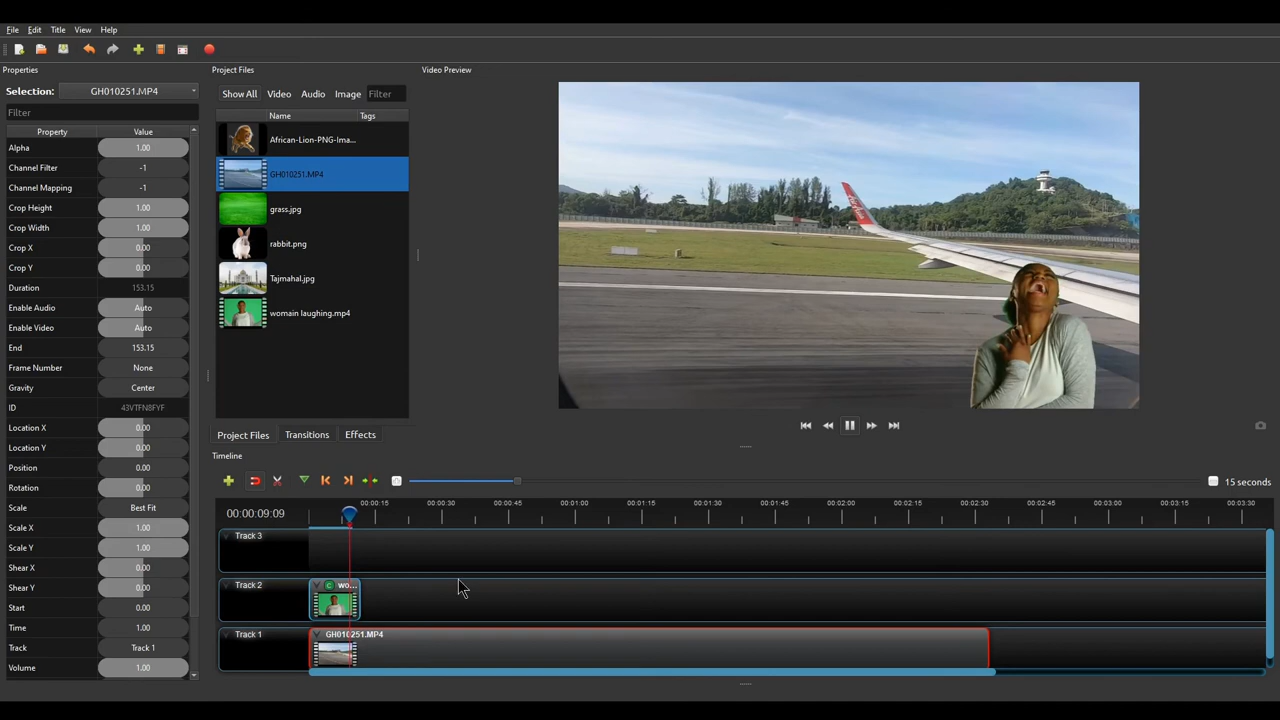 File Edit Title View Help
Properties
Project Files
Video Preview
Selection: GH010251.MP4
Show All Video Audio Image Filter
Filter
Name Tags
Property Value
Alpha 1.00
African-Lion-PNG-Ima...
Channel Filter -1
GH010251.MP4
Channel Mapping -1
Crop Height 1.00
grass.jpg
Crop Width 1.00
Crop X 0.00
rabbit.png
Crop Y 0.00
Tajmahal.jpg
Duration 153.15
Enable Audio Auto
womain laughing.mp4
Enable Video Auto
End 153.15
Frame Number None
Gravity Center
ID 43VTFN8FYF
Location X 0.00
Project Files Transitions Effects
Location Y 0.00
Timeline
Position 0.00
15 seconds
Rotation 0.00
Scale Best Fit
00:00:15 00:00:30 00:00:45 00:01:00 00:01:15 00:01:30 00:01:45 00:02:00 00:02:15 00:02:30 00:02:45 00:03:00 00:03:15 00:03:30
00:00:09:09
Scale X 1.00
Track 3
Scale Y 1.00
Shear X 0.00
Shear Y 0.00
Track 2
C wo...
Start 0.00
Time 1.00
Track 1
GH010251.MP4
Track Track 1
Volume 1.00